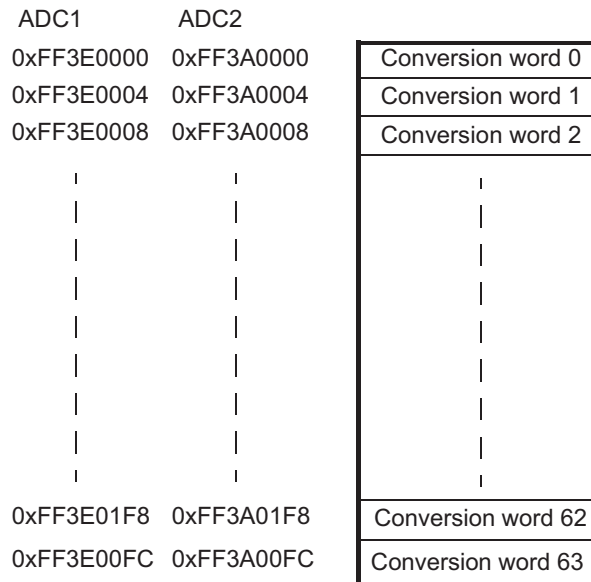 ADC1 ADC2
0xFF3E0000 0xFF3A0000 Conversion word 0
0xFF3E0004 0xFF3A0004 Conversion word 1
0xFF3E0008 0xFF3A0008 Conversion word 2
0xFF3E01F8 0xFF3A01F8 Conversion word 62
0xFF3E00FC 0xFF3A00FC Conversion word 63